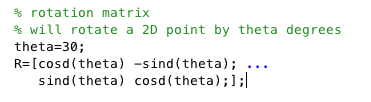 % rotation matrix
% will rotate a 2D point by theta degrees
theta=30;
R=[cosd(theta) -sind(theta); ...
sind(theta) cosd(theta);];